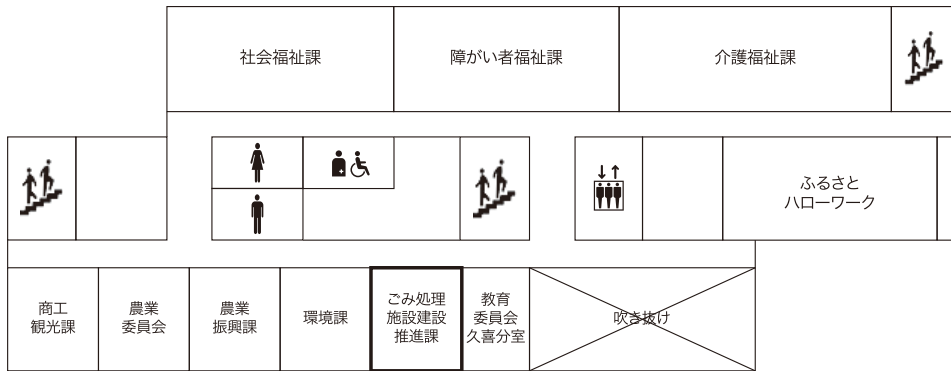 社会福祉課
障がい者福祉課
介護福祉課
ふるさと
ハローワーク
商工
観光課
農業
委員会
農業
振興課
環境課
ごみ処理
施設建設
推進課
教育
委員会
久喜分室
吹き抜け